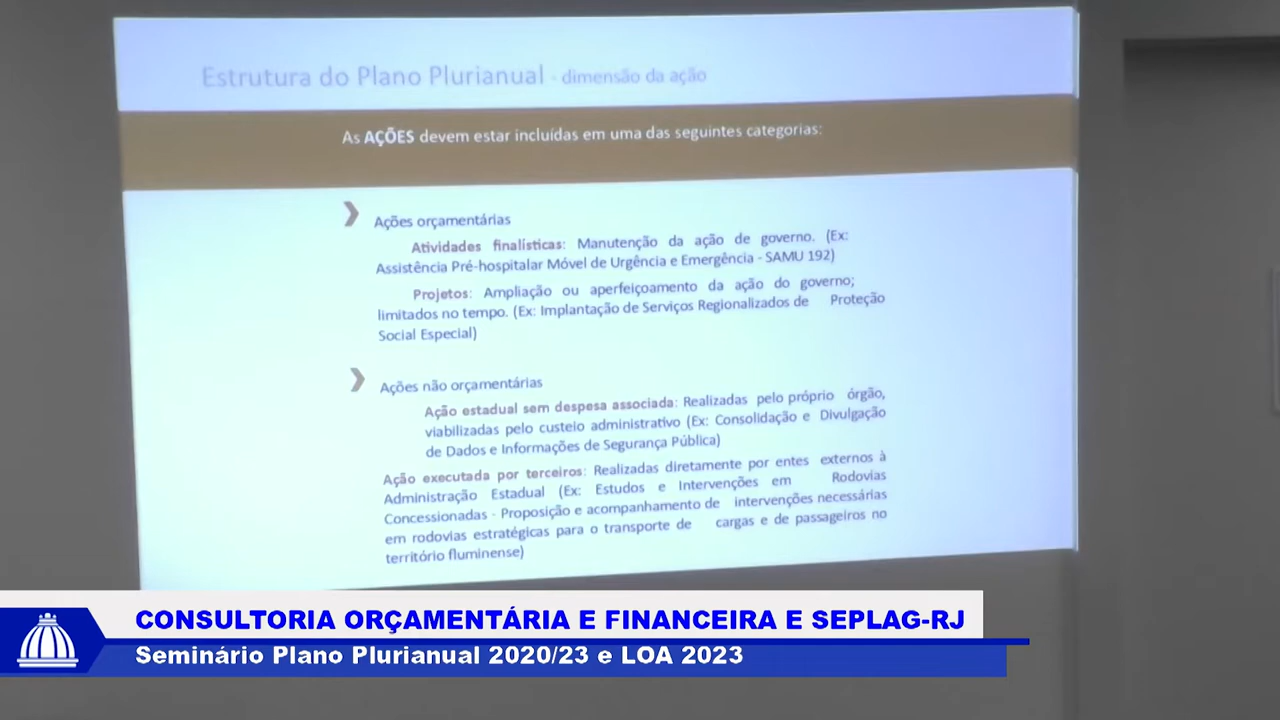 Estrutura do Plano Plurianual - dimensão da ação
As AÇÕES devem estar incluídas em uma das seguintes categorias:
Ações orçamentárias
Atividades finalísticas: Manutenção da ação de governo. (Ex:
Assistência Pré-hospitalar Móvel de Urgência e Emergência - SAMU 192)
Projetos: Ampliação ou aperfeiçoamento da ação do governo;
limitados no tempo. (Ex: Implantação de Serviços Regionalizados de Proteção
Social Especial)
Ações não orçamentárias
Ação estadual sem despesa associada: Realizadas pelo próprio órgão,
viabilizadas pelo custeio administrativo (Ex: Consolidação e Divulgação
de Dados e Informações de Segurança Pública)
Ação executada por terceiros: Realizadas diretamente por entes externos à
Administração Estadual (Ex: Estudos e Intervenções em Rodovias
Concessionadas - Proposição e acompanhamento de intervenções necessárias
em rodovias estratégicas para o transporte de cargas e de passageiros no
território fluminense)
CONSULTORIA ORÇAMENTÁRIA E FINANCEIRA E SEPLAG-RJ
Seminário Plano Plurianual 2020/23 e LOA 2023